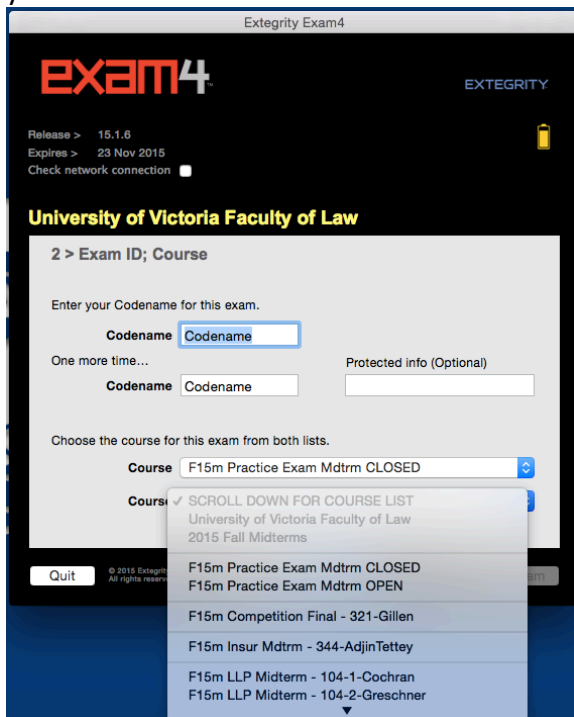 Extegrity Exam4
exam4
EXTEGRITY
Release > 15.1.6
Expires > 23 Nov 2015
Check network connection
University of Victoria Faculty of Law
2 > Exam ID; Course
Enter your Codename for this exam.
Codename Codename
One more time... Protected info (Optional)
Codename Codename
Choose the course for this exam from both lists.
Course F15m Practice Exam Mdtrm CLOSED
Course ✓ SCROLL DOWN FOR COURSE LIST
University of Victoria Faculty of Law
2015 Fall Midterms
F15m Practice Exam Mdtrm CLOSED
F15m Practice Exam Mdtrm OPEN
F15m Competition Final - 321-Gillen
F15m Insur Mdtrm - 344-AdjinTettey
F15m LLP Midterm - 104-1-Cochran
F15m LLP Midterm - 104-2-Greschner
Quit
© 2015
All rights